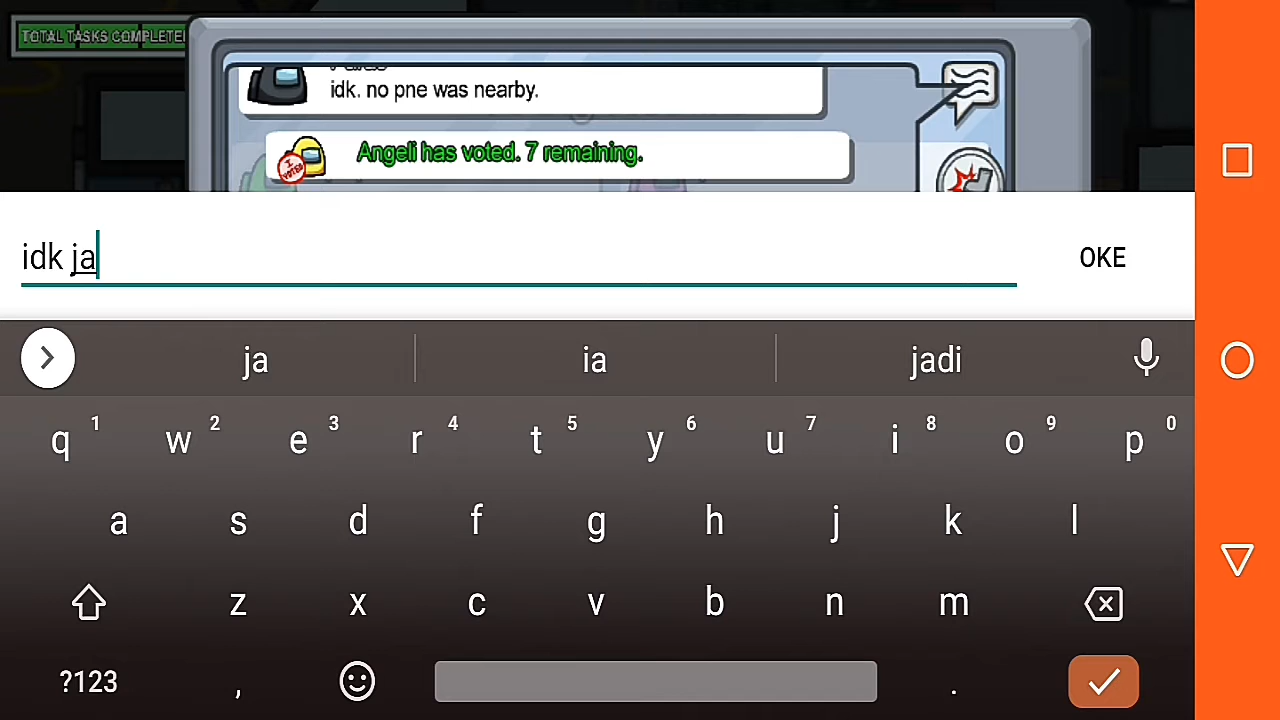 TOTAL TASKS COMPLETE
idk. no pne was nearby.
Angeli has voted. 7 remaining.
I VOTED
idk ja
OKE
ja ia jadi
q 1 w 2 e 3 r 4 t 5 y 6 u 7 i 8 o 9 p 0
a s d f g h j k l
z x c v b n m
?123 , .